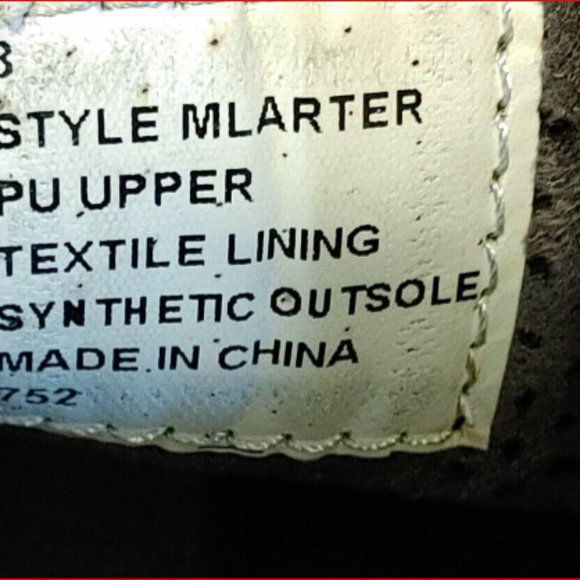 STYLE MLARTER
PU UPPER
TEXTILE LINING
SYNTHETIC OUTSOLE
MADE IN CHINA
752